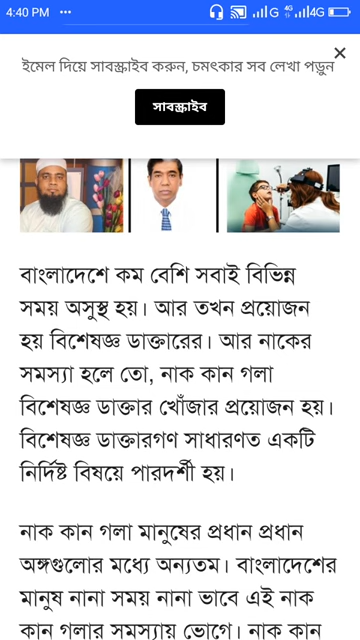 4:40 PM
G 4G 4G
ইমেল দিয়ে সাবস্ক্রাইব করুন, চমৎকার সব লেখা পড়ুন
সাবস্ক্রাইব
বাংলাদেশে কম বেশি সবাই বিভিন্ন
সময় অসুস্থ হয়। আর তখন প্রয়োজন
হয় বিশেষজ্ঞ ডাক্তারের। আর নাকের
সমস্যা হলে তো, নাক কান গলা
বিশেষজ্ঞ ডাক্তার খোঁজার প্রয়োজন হয়।
বিশেষজ্ঞ ডাক্তারগণ সাধারণত একটি
নির্দিষ্ট বিষয়ে পারদর্শী হয়।
নাক কান গলা মানুষের প্রধান প্রধান
অঙ্গগুলোর মধ্যে অন্যতম। বাংলাদেশের
মানুষ নানা সময় নানা ভাবে এই নাক
কান গলার সমস্যায় ভোগে। নাক কান